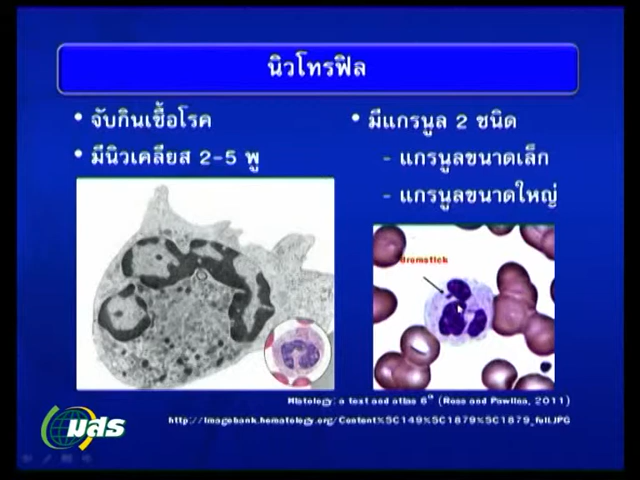 นิวโทรฟิล
• จับกินเชื้อโรค
• มีนิวเคลียส 2-5 พู
• มีแกรนูล 2 ชนิด
- แกรนูลขนาดเล็ก
- แกรนูลขนาดใหญ่
dromstick
Histology: a text and atlas 6th (Ross and Pawlina, 2011)
http://imagebank.hematology.org/Content%5C149%5C1879%5C1879_full.JPG
มสธ